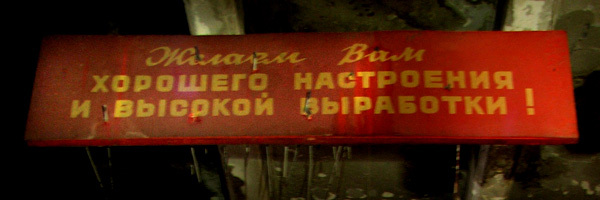 Желаем Вам
ХОРОШЕГО НАСТРОЕНИЯ
И ВЫСОКОЙ ВЫРАБОТКИ!